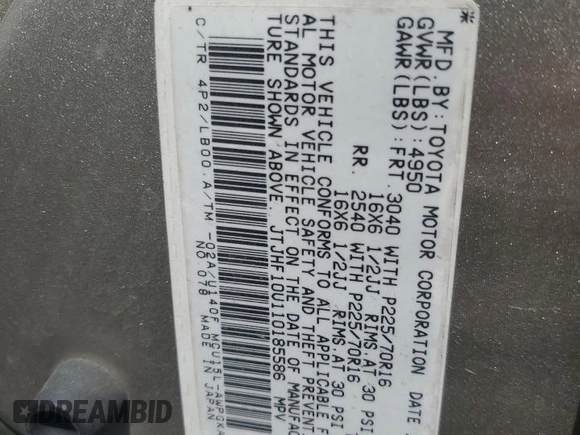 MFD. BY: TOYOTA MOTOR CORPORATION DATE
GVWR(LBS): 4950
GAWR(LBS): FRT. 3040 WITH P225/70R16
16X6 1/2JJ RIMS AT 30 PSI
RR. 2540 WITH P225/70R16
16X6 1/2JJ RIMS AT 30 PSI
THIS VEHICLE CONFORMS TO ALL APPLICABLE
AL MOTOR VEHICLE SAFETY AND THEFT PREVENT
STANDARDS IN EFFECT ON THE DATE OF MANUFAC
TURE SHOWN ABOVE. JTJHF10U110185586 MPV
C/TR 4P2/LB00.A/TM -02A/U140F MCU15L-AWPGKA
NO.078 MADE IN JAPAN
DREAMBID